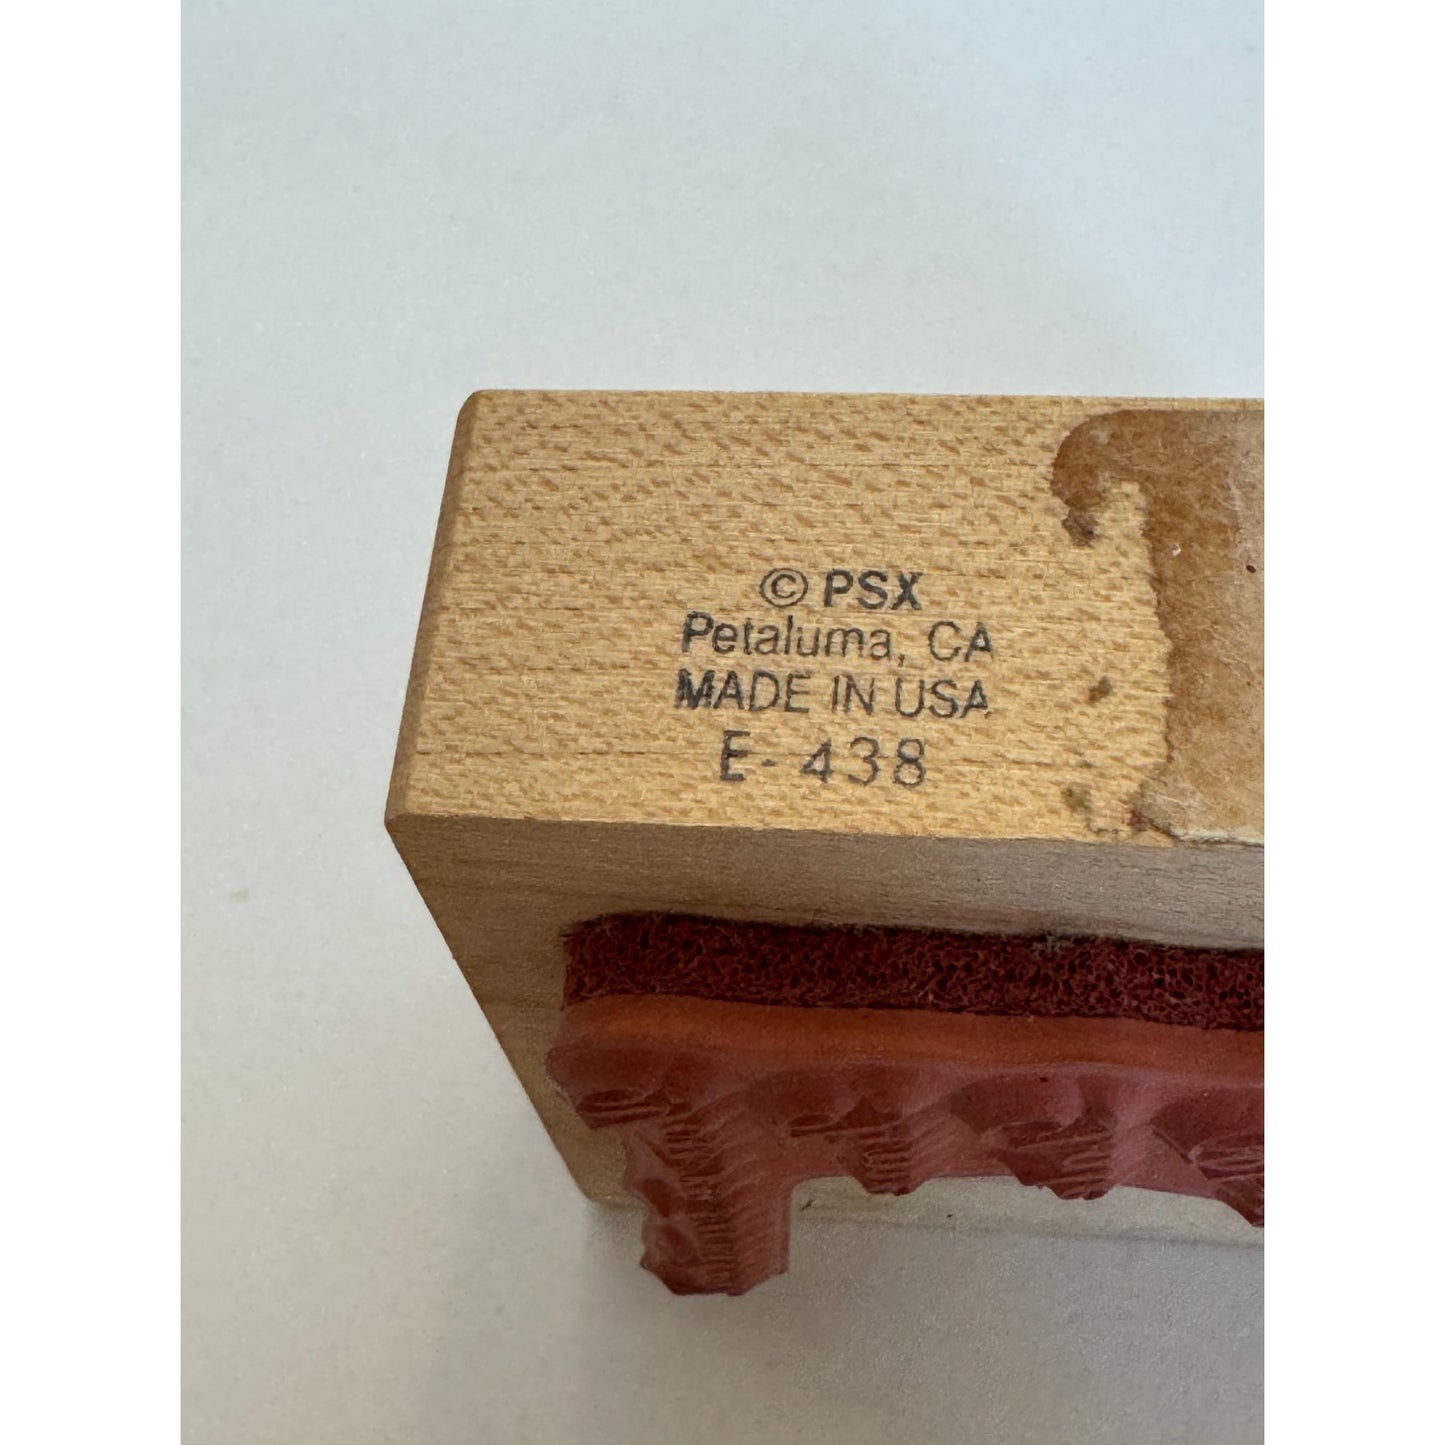 © PSX
Petaluma, CA
MADE IN USA
E- 438